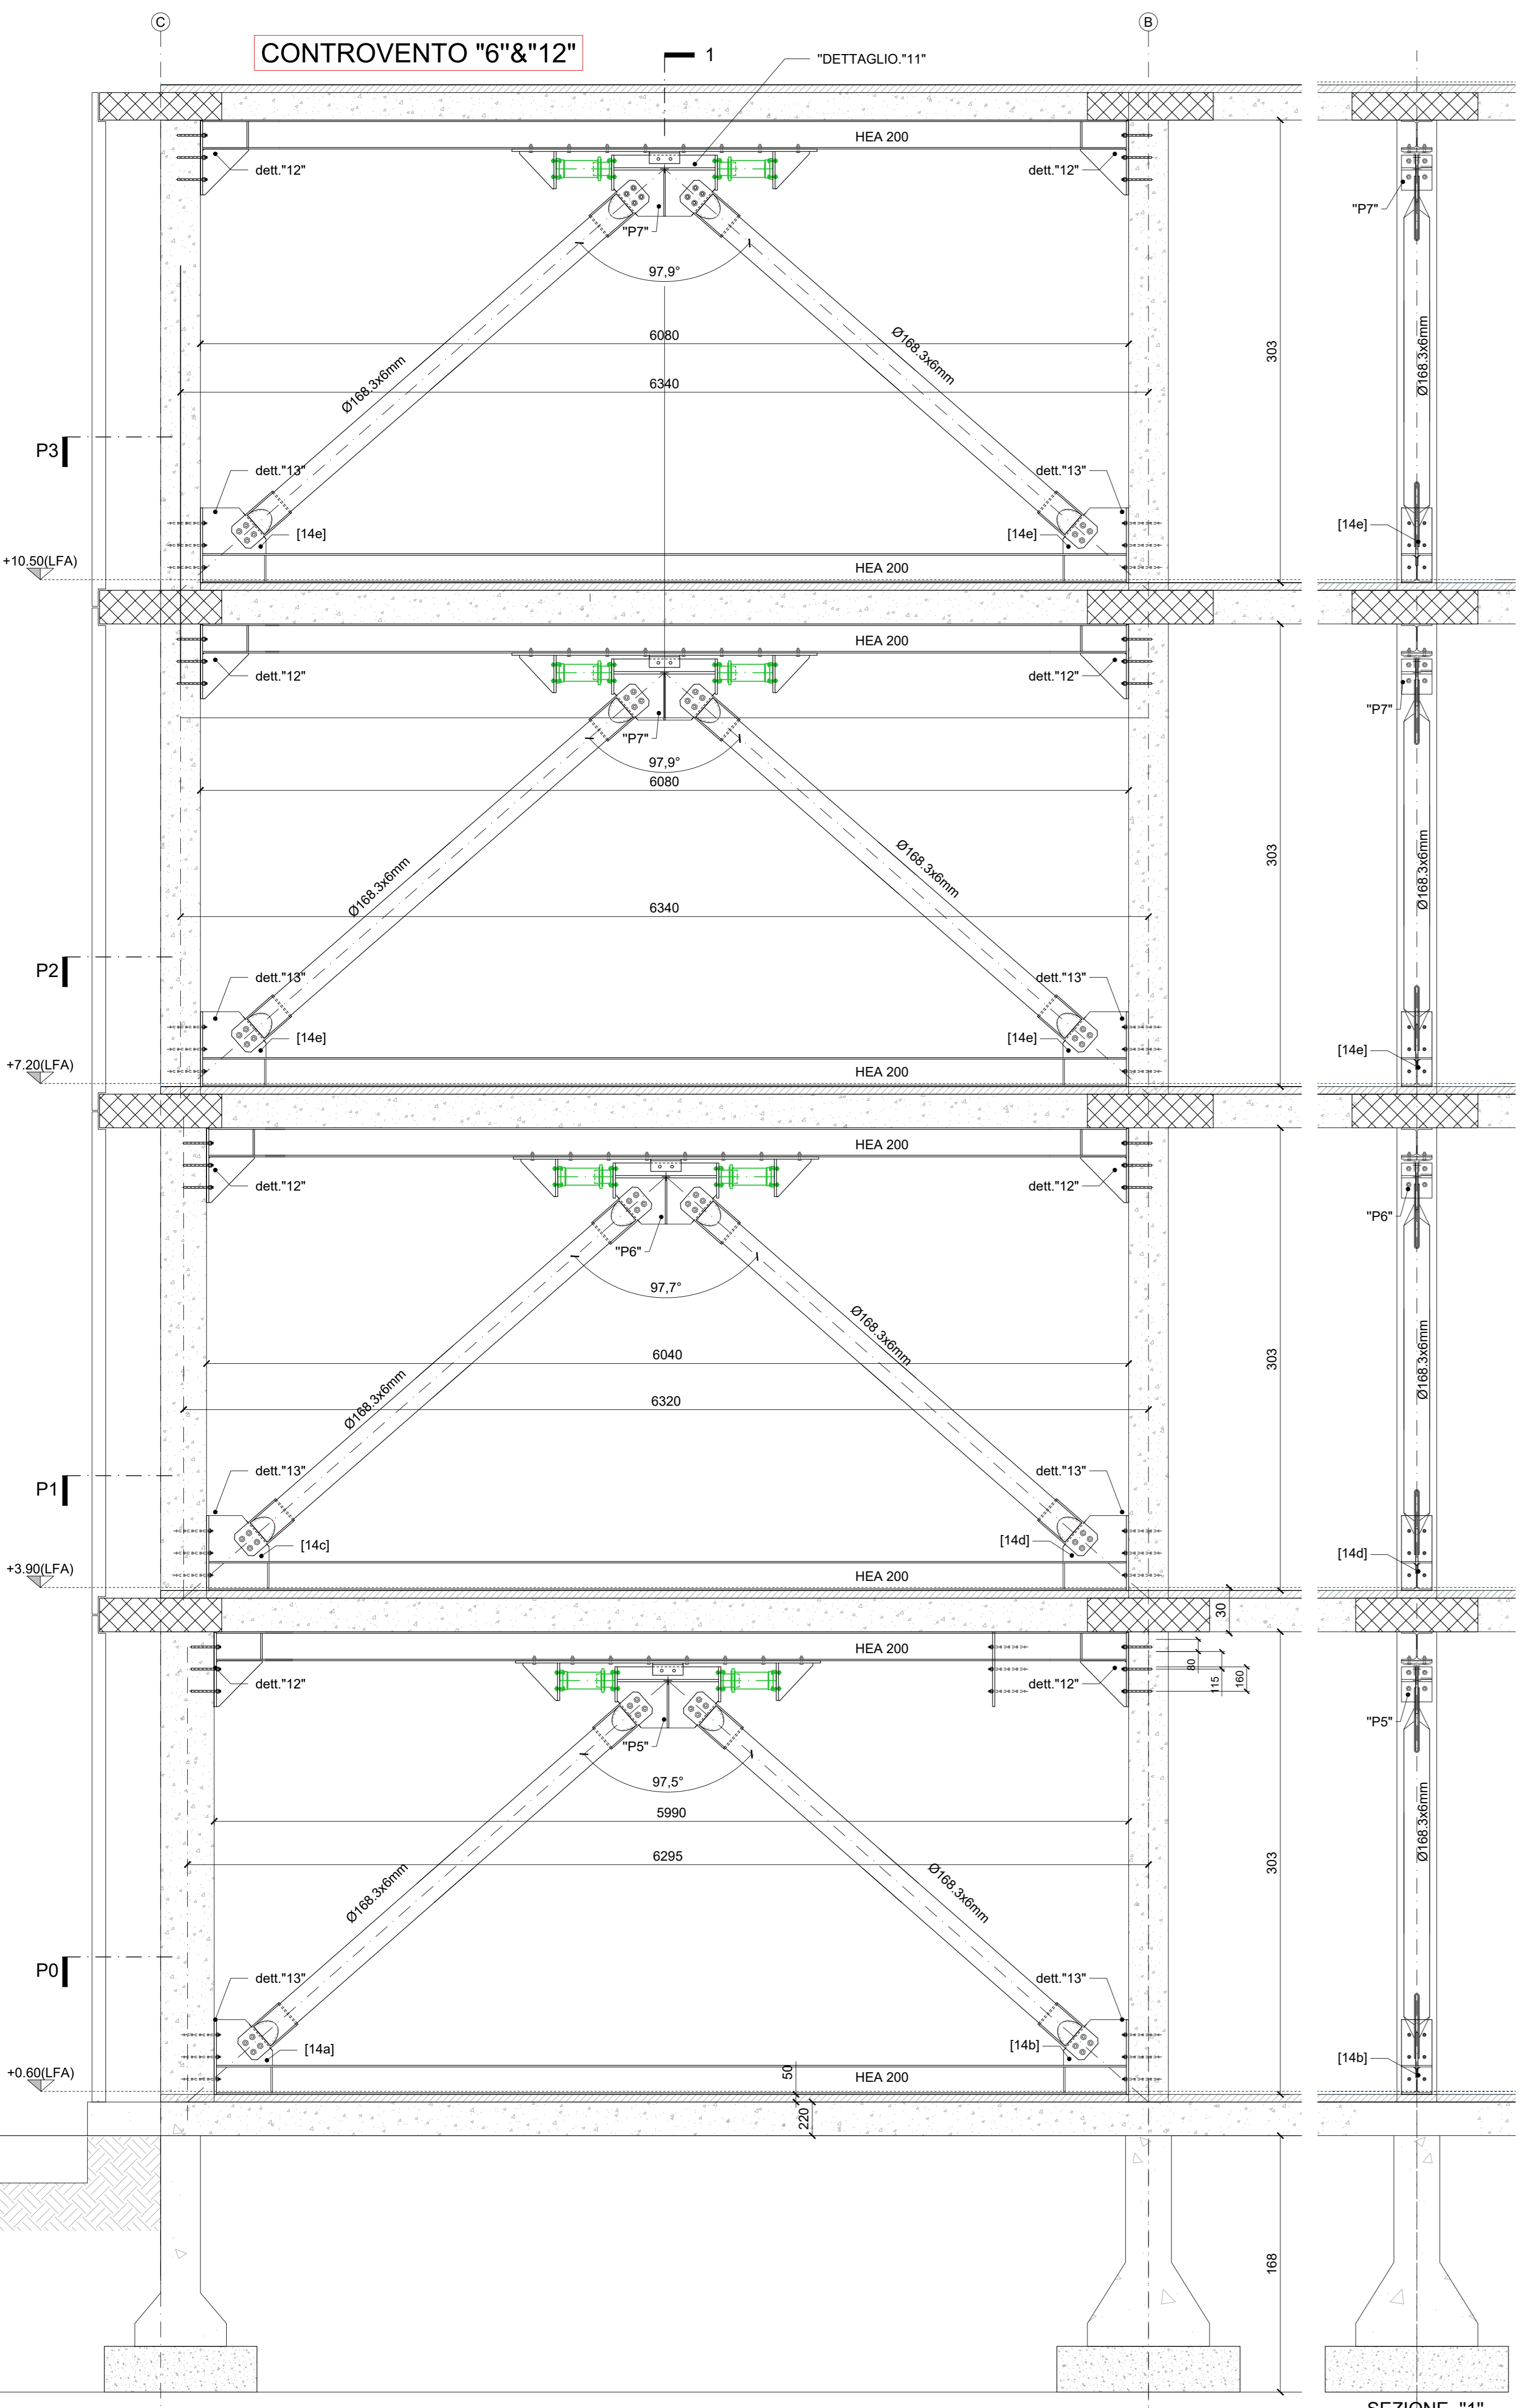 C
B
CONTROVENTO "6"&"12"
1
"DETTAGLIO."11"
HEA 200
dett."12"
dett."12"
"P7"
"P7"
97,9°
6080
Ø168.3x6mm
Ø168.3x6mm
303
Ø168.3x6mm
6340
P3
dett."13"
dett."13"
[14e]
[14e]
[14e]
+10.50(LFA)
HEA 200
HEA 200
dett."12"
dett."12"
"P7"
"P7"
97,9°
6080
Ø168.3x6mm
Ø168.3x6mm
303
Ø168.3x6mm
6340
P2
dett."13"
dett."13"
[14e]
[14e]
[14e]
+7.20(LFA)
HEA 200
HEA 200
dett."12"
dett."12"
"P6"
"P6"
97,7°
Ø168.3x6mm
6040
303
Ø168.3x6mm
Ø168.3x6mm
6320
dett."13"
dett."13"
P1
[14c]
[14d]
[14d]
+3.90(LFA)
HEA 200
30
HEA 200
dett."12"
dett."12"
80
115
160
"P5"
"P5"
97,5°
5990
6295
303
Ø168.3x6mm
Ø168.3x6mm
Ø168.3x6mm
P0
dett."13"
dett."13"
[14a]
[14b]
[14b]
+0.60(LFA)
50
HEA 200
220
168
SEZIONE "1"